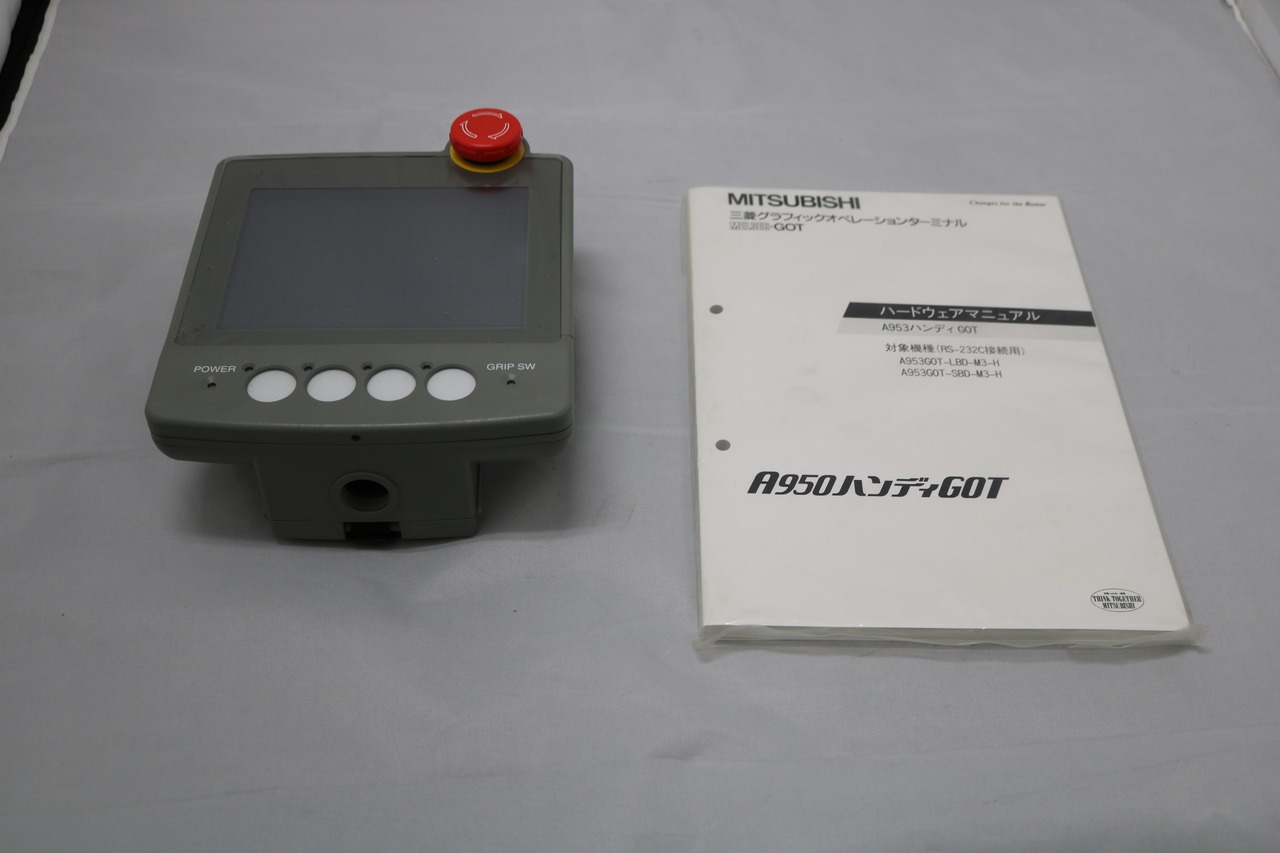 POWER
GRIP SW
MITSUBISHI
Changes for the Better
三菱グラフィックオペレーションターミナル
MELSEC-GOT
ハードウェアマニュアル
A953ハンディGOT
対象機種(RS-232C接続用)
A953GOT-LBD-M3-H
A953GOT-SBD-M3-H
A950ハンディGOT
THINK TOGETHER
MITSUBISHI